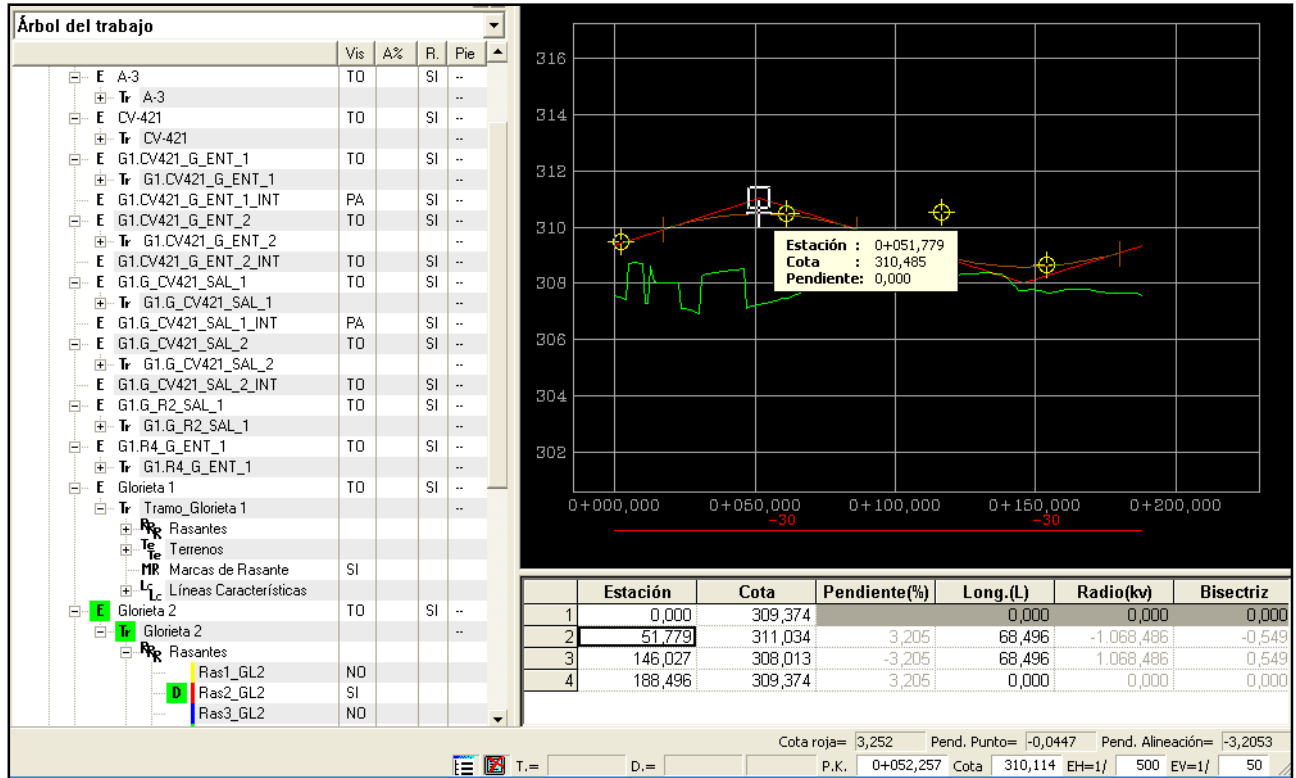 Árbol del trabajo
Vis A% R. Pie
E A-3 TO SI --
Tr A-3 --
E CV-421 TO SI --
Tr CV-421 --
E G1.CV421_G_ENT_1 TO SI --
Tr G1.CV421_G_ENT_1 --
E G1.CV421_G_ENT_1_INT PA SI --
E G1.CV421_G_ENT_2 TO SI --
Tr G1.CV421_G_ENT_2 --
E G1.CV421_G_ENT_2_INT TO SI --
E G1.G_CV421_SAL_1 TO SI --
Tr G1.G_CV421_SAL_1 --
E G1.G_CV421_SAL_1_INT PA SI --
E G1.G_CV421_SAL_2 TO SI --
Tr G1.G_CV421_SAL_2 --
E G1.G_CV421_SAL_2_INT TO SI --
E G1.G_R2_SAL_1 TO SI --
Tr G1.G_R2_SAL_1 --
E G1.R4_G_ENT_1 TO SI --
Tr G1.R4_G_ENT_1 --
E Glorieta 1 TO SI --
Tr Tramo_Glorieta 1 --
RRR Rasantes
Te Te Terrenos
MR Marcas de Rasante SI
Lc Lc Líneas Características
E Glorieta 2 TO SI --
Tr Glorieta 2 --
RRR Rasantes
Ras1_GL2 NO
D Ras2_GL2 SI
Ras3_GL2 NO
316
314
312
310
308
306
304
302
Estación : 0+051,779
Cota : 310,485
Pendiente: 0,000
0+000,000 0+050,000 0+100,000 0+150,000 0+200,000
-30 -30
Estación Cota Pendiente(%) Long.(L) Radio(kv) Bisectriz
1 0,000 309,374 0,000 0,000 0,000
2 51,779 311,034 3,205 68,496 -1.068,486 -0,549
3 146,027 308,013 -3,205 68,496 1.068,486 0,549
4 188,496 309,374 3,205 0,000 0,000 0,000
Cota roja= 3,252 Pend. Punto= -0,0447 Pend. Alineación= -3,2053
T.= D.= P.K. 0+052,257 Cota 310,114 EH=1/ 500 EV=1/ 50